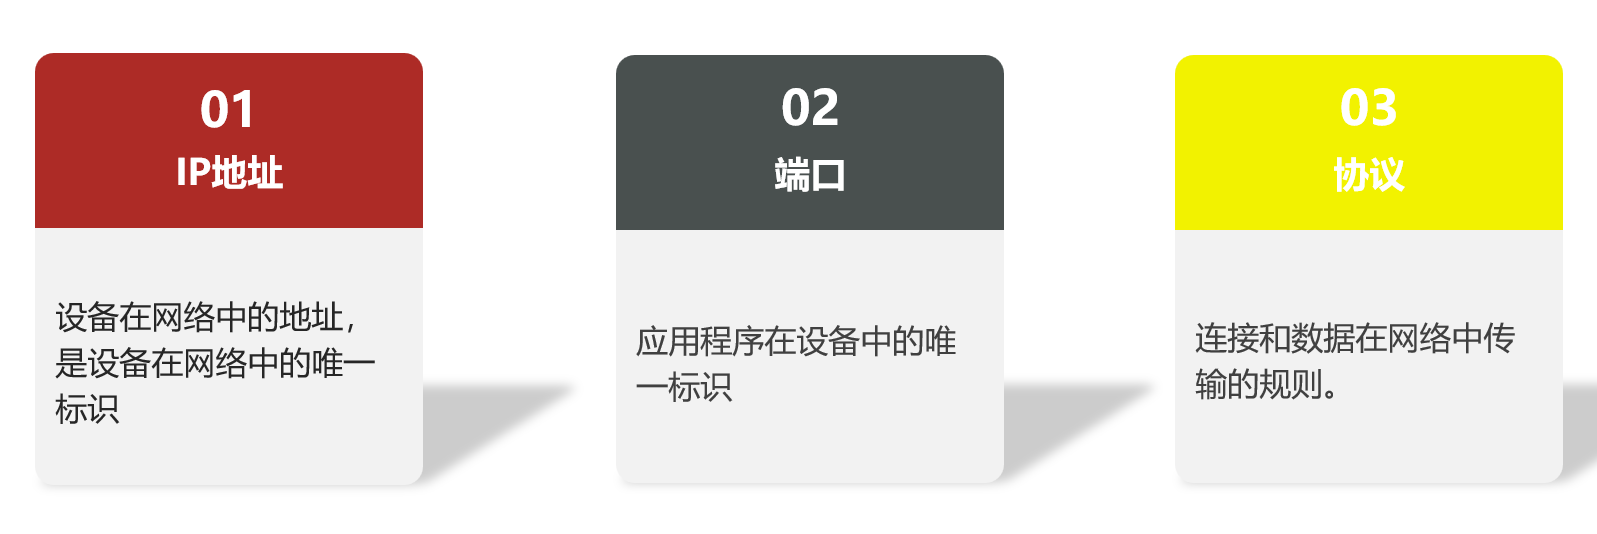 01
IP地址
设备在网络中的地址，
是设备在网络中的唯一
标识
02
端口
应用程序在设备中的唯
一标识
03
协议
连接和数据在网络中传
输的规则。